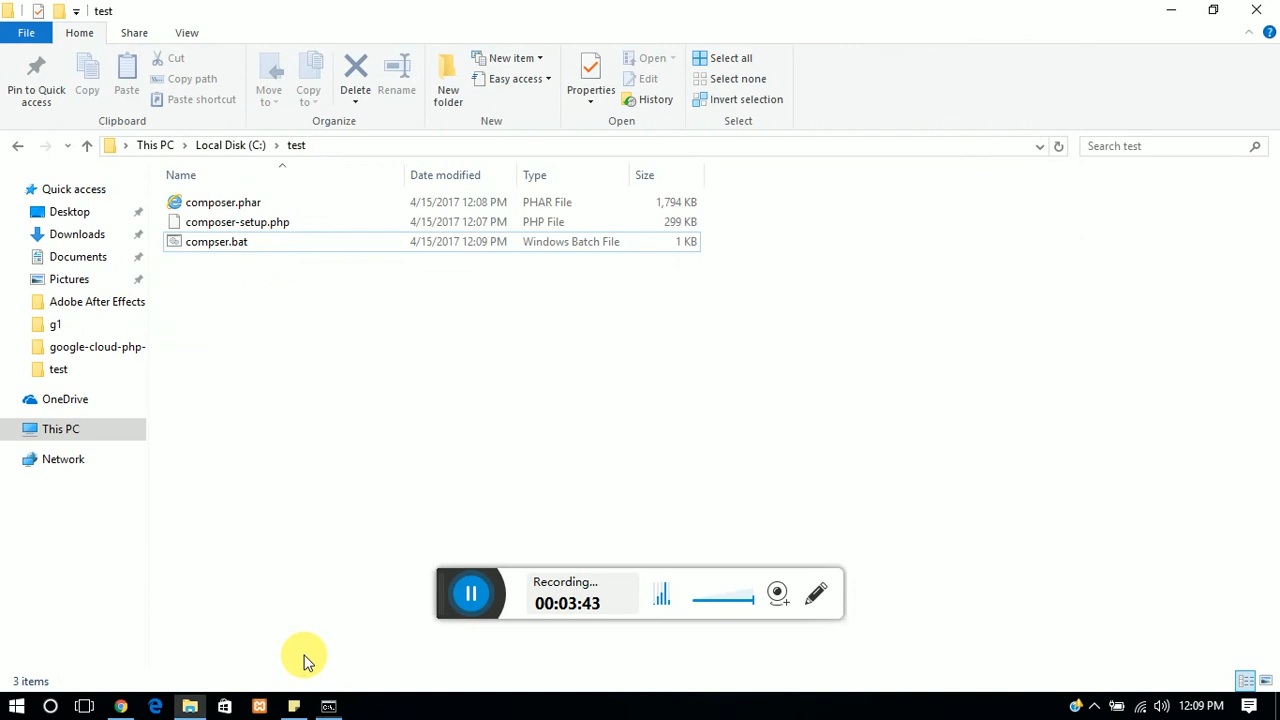 test
File Home Share View
Pin to Quick access
Copy
Paste
Cut
Copy path
Paste shortcut
Clipboard
Move to
Copy to
Delete
Rename
Organize
New folder
New item
Easy access
New
Properties
Open
Edit
History
Open
Select all
Select none
Invert selection
Select
This PC Local Disk (C:) test
Search test
Name Date modified Type Size
composer.phar 4/15/2017 12:08 PM PHAR File 1,794 KB
composer-setup.php 4/15/2017 12:07 PM PHP File 299 KB
compser.bat 4/15/2017 12:09 PM Windows Batch File 1 KB
Quick access
Desktop
Downloads
Documents
Pictures
Adobe After Effects
g1
google-cloud-php-
test
OneDrive
This PC
Network
Recording...
00:03:43
3 items
12:09 PM